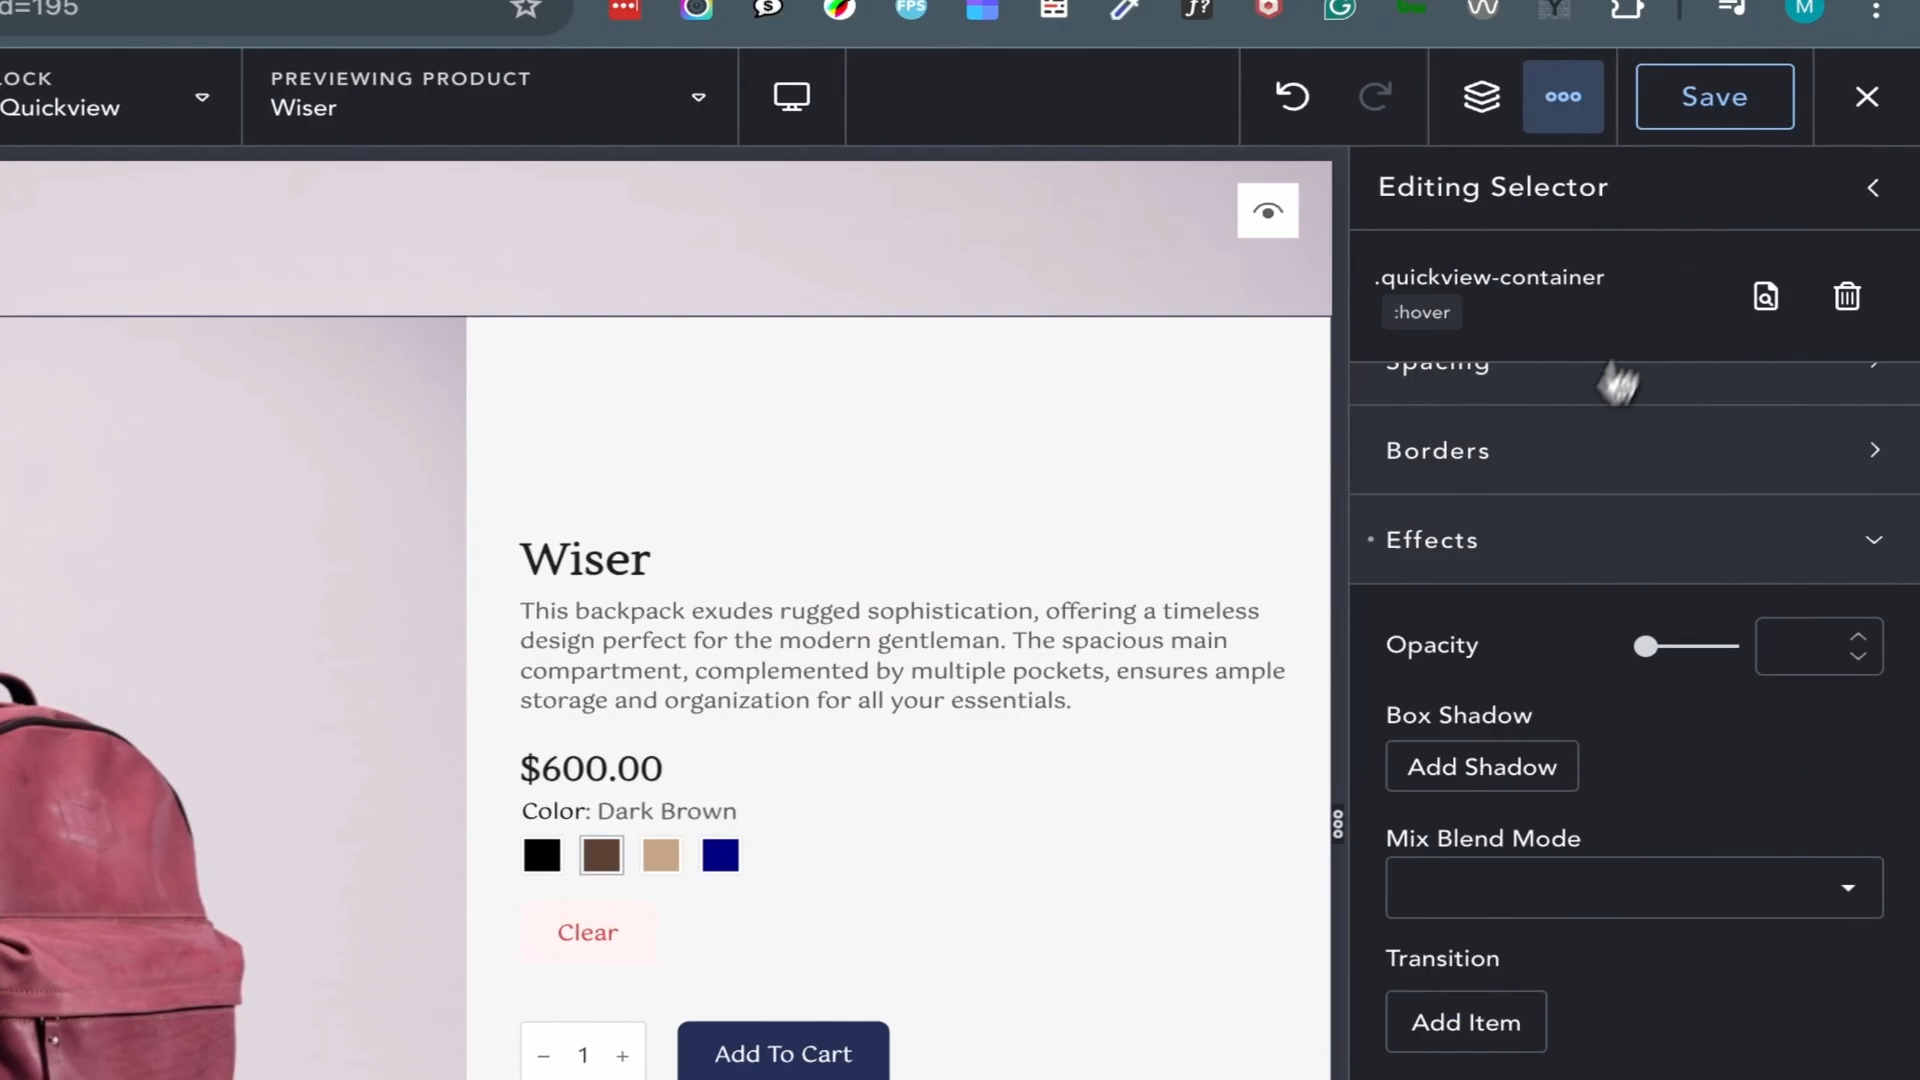 d=195
FPS
f?
M
LOCK
Quickview
PREVIEWING PRODUCT
Wiser
Save
Editing Selector
.quickview-container
:hover
Spacing
Borders
Effects
Opacity
Box Shadow
Add Shadow
Mix Blend Mode
Transition
Add Item
Wiser
This backpack exudes rugged sophistication, offering a timeless
design perfect for the modern gentleman. The spacious main
compartment, complemented by multiple pockets, ensures ample
storage and organization for all your essentials.
$600.00
Color: Dark Brown
Clear
− 1 +
Add To Cart